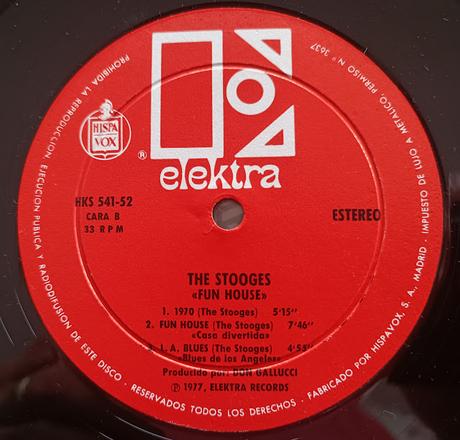 PROHIBIDA LA REPRODUCCION, EJECUCION PUBLICA Y RADIODIFUSION DE ESTE DISCO · RESERVADOS TODOS LOS DERECHOS · FABRICADO POR HISPAVOX, S. A., MADRID · IMPUESTO DE LUJO A METALICO, PERMISO N.º 3637
HISPA
VOX
®
elektra
HKS 541-52
CARA B
33 RPM
ESTEREO
THE STOOGES
«FUN HOUSE»
1. 1970 (The Stooges) 5'15''
2. FUN HOUSE (The Stooges) 7'46''
«Casa divertida»
3. L. A. BLUES (The Stooges) 4'55''
«Blues de los Angeles»
Producido por: DON GALLUCCI
℗ 1977, ELEKTRA RECORDS